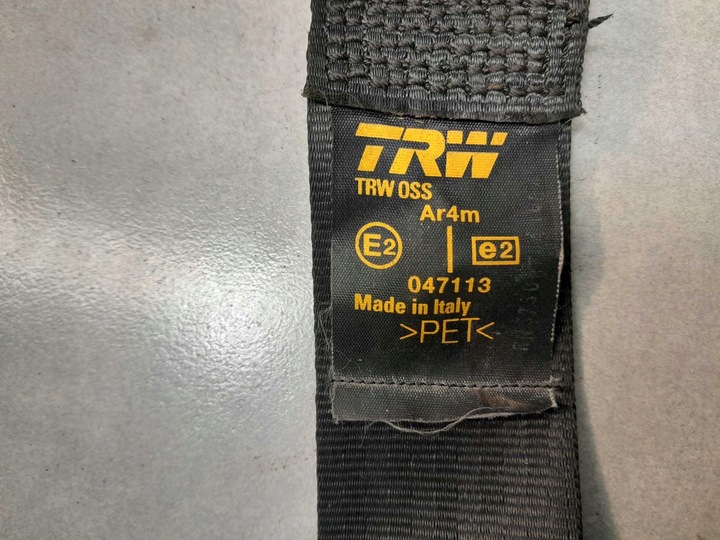 TRW
TRW OSS
Ar4m
E2 | e2
047113
Made in Italy
>PET<